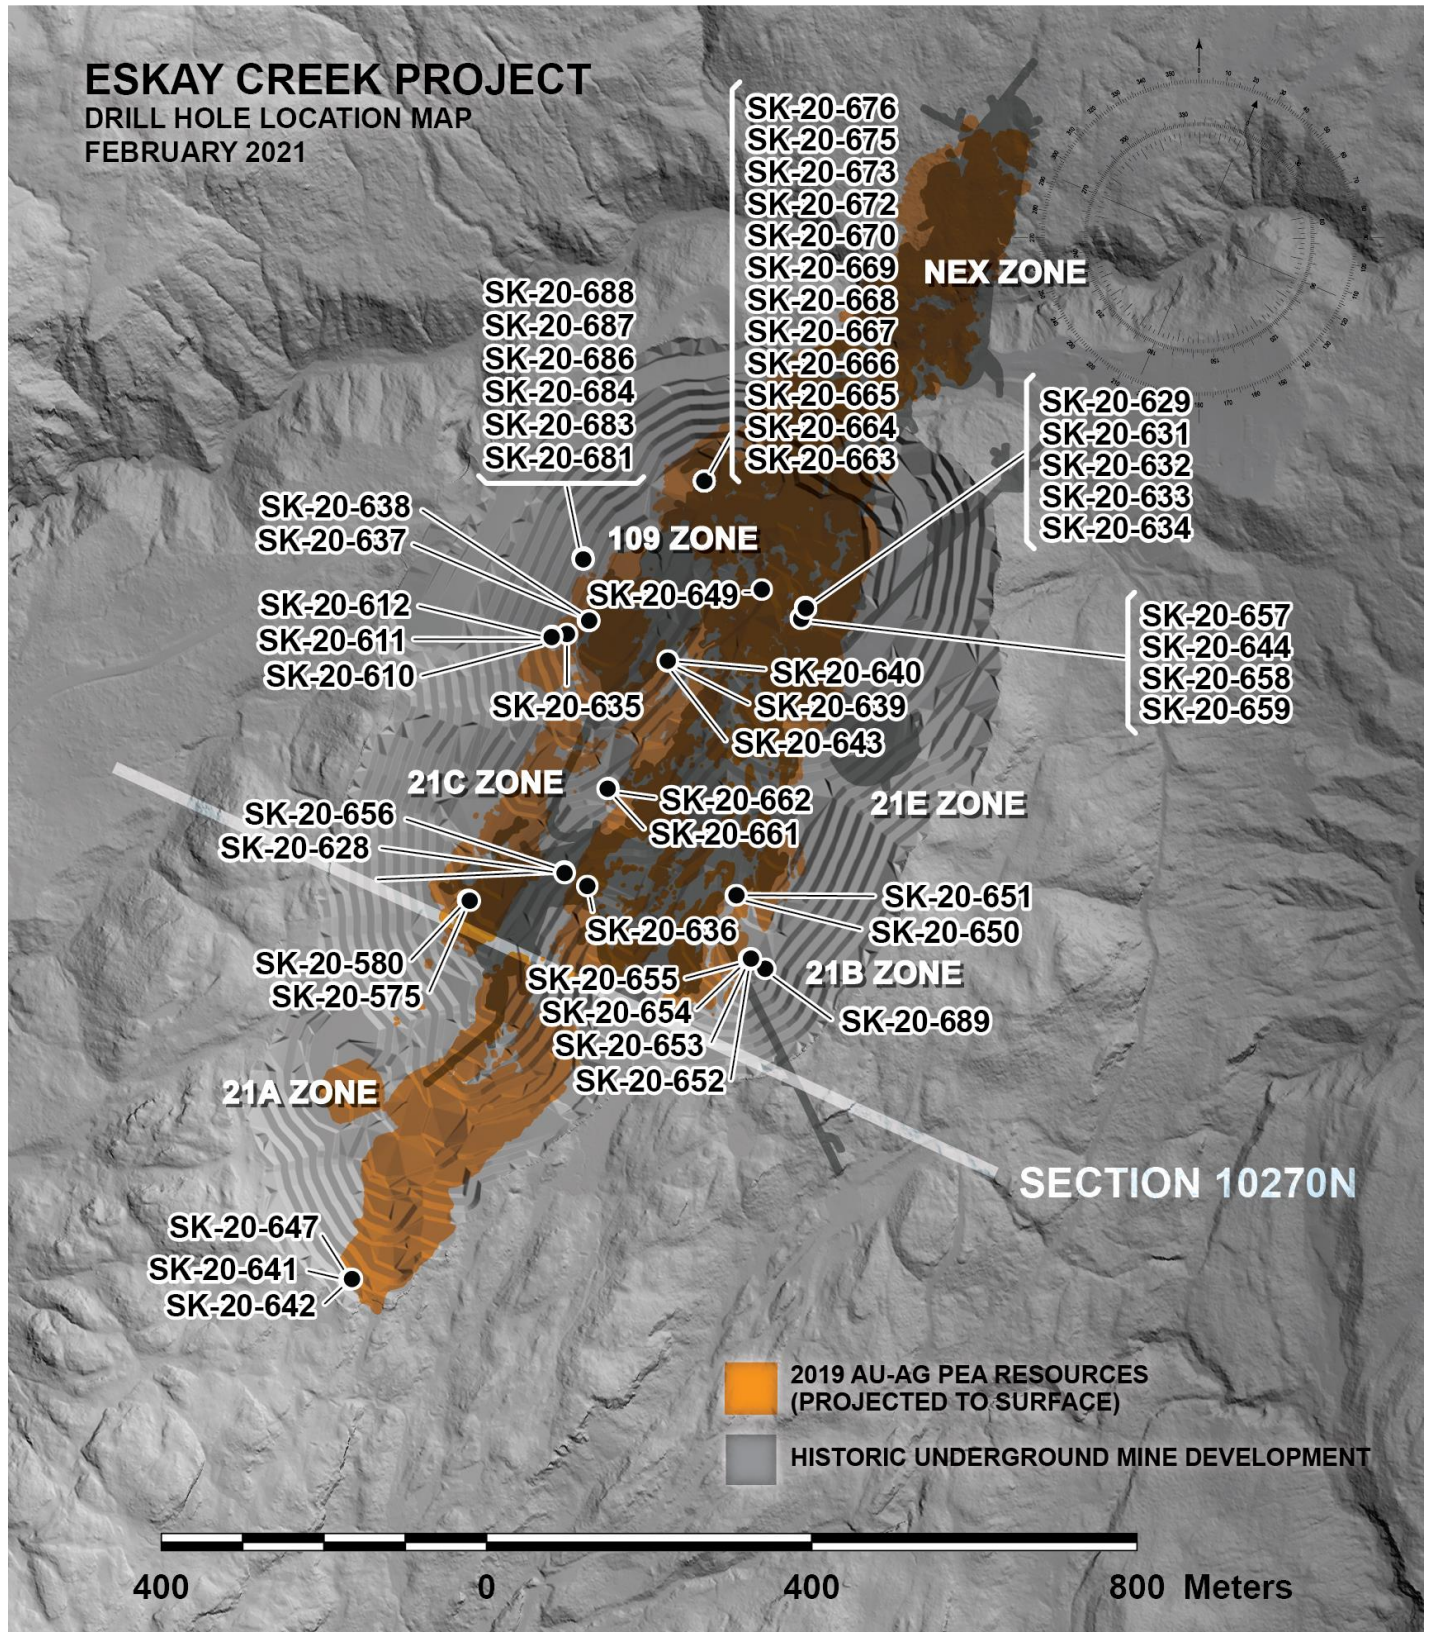 ESKAY CREEK PROJECT
DRILL HOLE LOCATION MAP
FEBRUARY 2021
SK-20-676
SK-20-675
SK-20-673
SK-20-672
SK-20-670
SK-20-669
SK-20-668
SK-20-667
SK-20-666
SK-20-665
SK-20-664
SK-20-663
NEX ZONE
SK-20-688
SK-20-687
SK-20-686
SK-20-684
SK-20-683
SK-20-681
SK-20-629
SK-20-631
SK-20-632
SK-20-633
SK-20-634
SK-20-638
SK-20-637
109 ZONE
SK-20-649
SK-20-612
SK-20-611
SK-20-610
SK-20-635
SK-20-657
SK-20-644
SK-20-658
SK-20-659
SK-20-640
SK-20-639
SK-20-643
21C ZONE
SK-20-662
SK-20-661
21E ZONE
SK-20-656
SK-20-628
SK-20-636
SK-20-651
SK-20-650
SK-20-580
SK-20-575
SK-20-655
SK-20-654
SK-20-653
SK-20-652
21B ZONE
SK-20-689
21A ZONE
SECTION 10270N
SK-20-647
SK-20-641
SK-20-642
2019 AU-AG PEA RESOURCES
(PROJECTED TO SURFACE)
HISTORIC UNDERGROUND MINE DEVELOPMENT
400 0 400 800 Meters